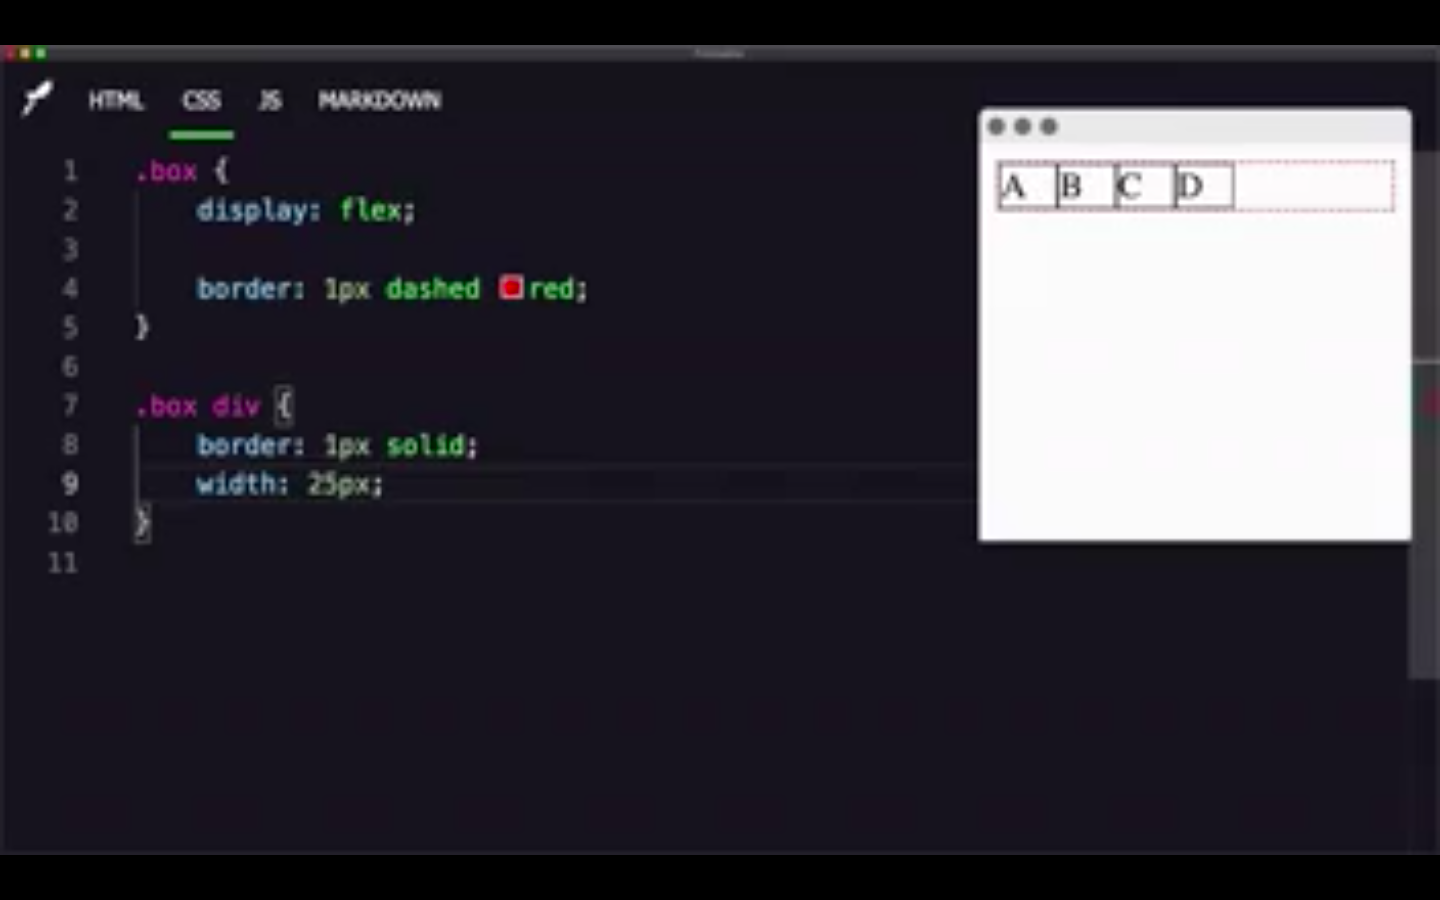 HTML CSS JS MARKDOWN
1 .box {
2 display: flex;
3
4 border: 1px dashed red;
5 }
6
7 .box div {
8 border: 1px solid;
9 width: 25px;
10 }
11
A B C D